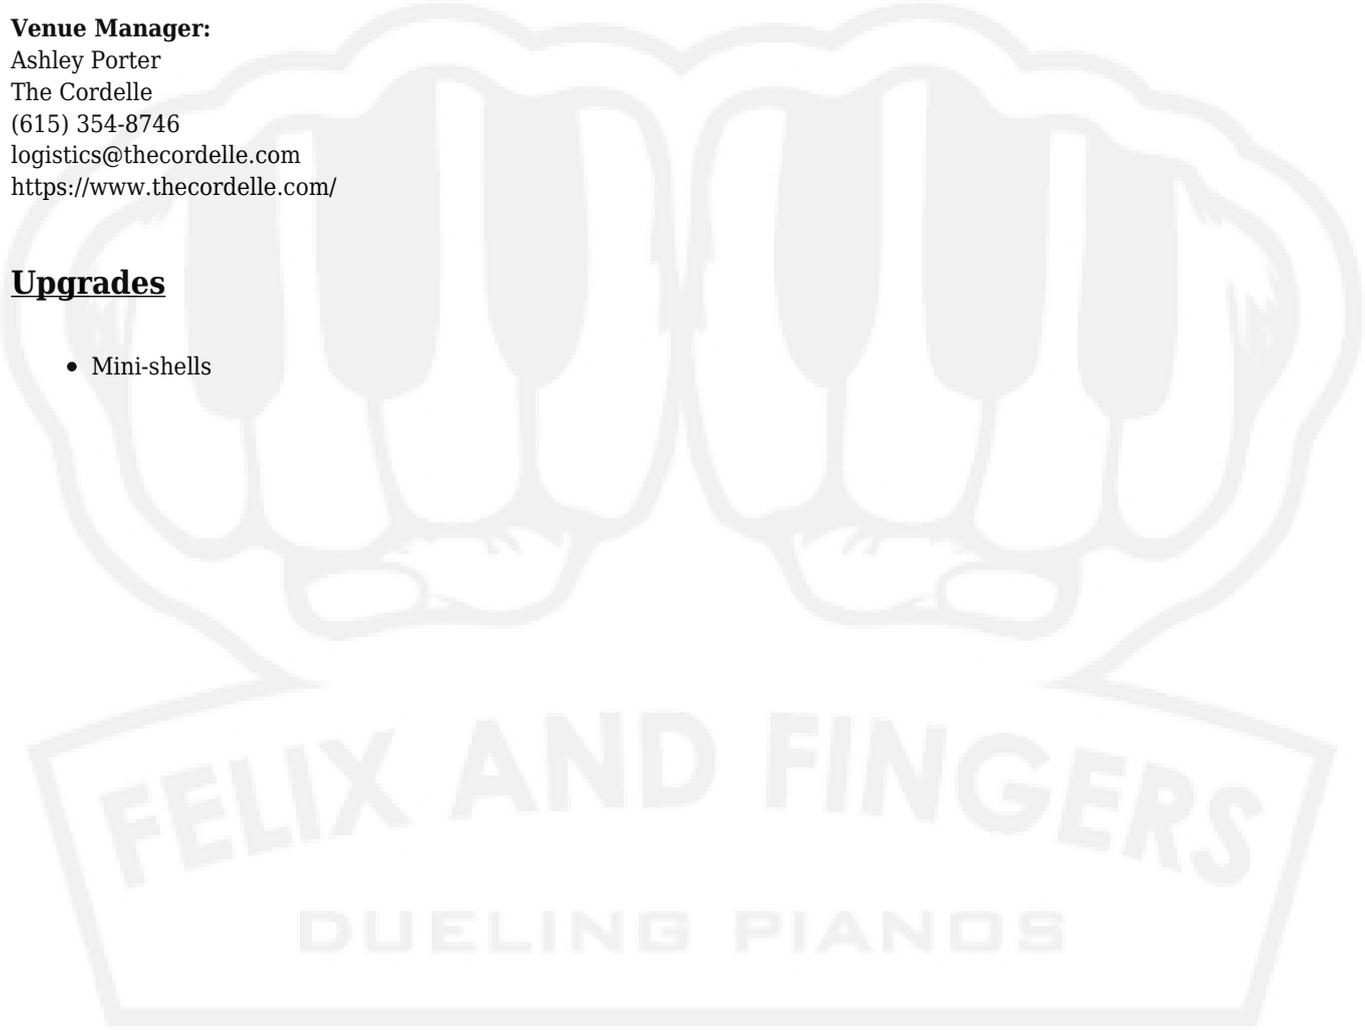 Venue Manager:
Ashley Porter
The Cordelle
(615) 354-8746
logistics@thecordelle.com
https://www.thecordelle.com/
Upgrades
• Mini-shells
FELIX AND FINGERS
DUELING PIANOS